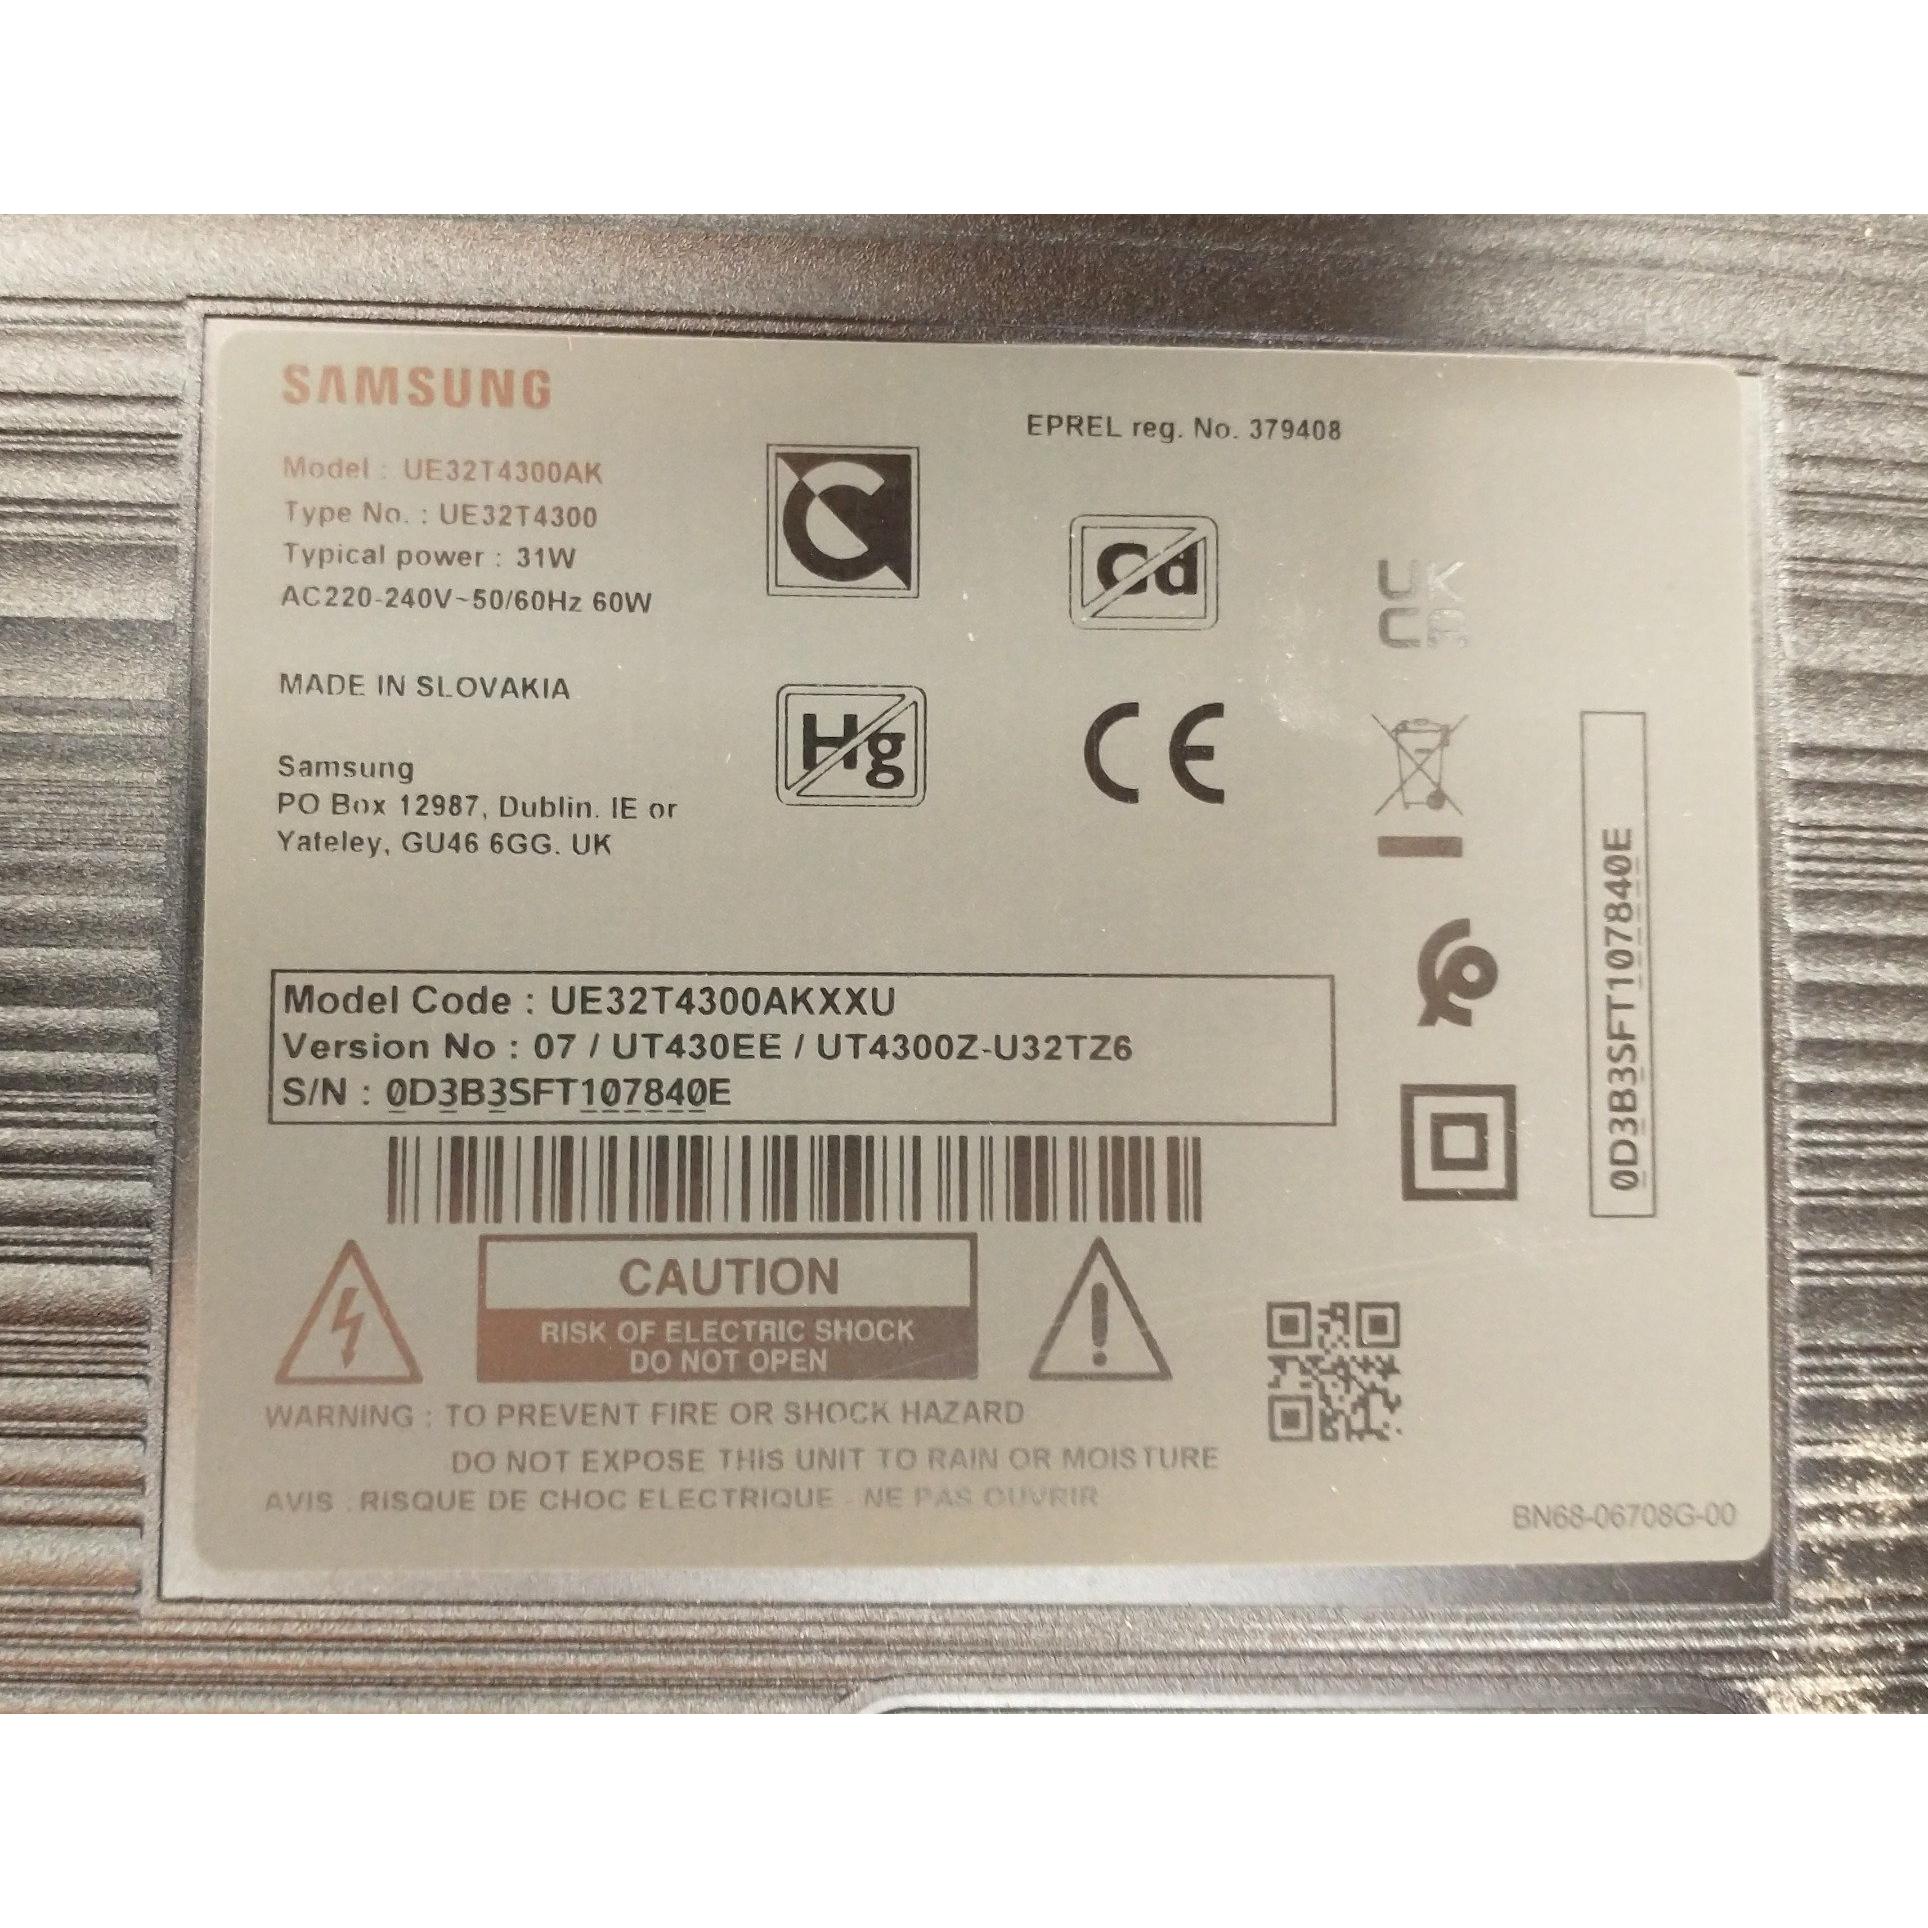 SAMSUNG
Model : UE32T4300AK
Type No. : UE32T4300
Typical power : 31W
AC220-240V~50/60Hz 60W
MADE IN SLOVAKIA
Samsung
PO Box 12987, Dublin. IE or
Yateley, GU46 6GG. UK
EPREL reg. No. 379408
Cd
Hg
CE
UK
CA
Model Code : UE32T4300AKXXU
Version No : 07 / UT430EE / UT4300Z-U32TZ6
S/N : 0D3B3SFT107840E
0D3B3SFT107840E
CAUTION
RISK OF ELECTRIC SHOCK
DO NOT OPEN
WARNING : TO PREVENT FIRE OR SHOCK HAZARD
DO NOT EXPOSE THIS UNIT TO RAIN OR MOISTURE
AVIS : RISQUE DE CHOC ELECTRIQUE - NE PAS OUVRIR
BN68-06708G-00